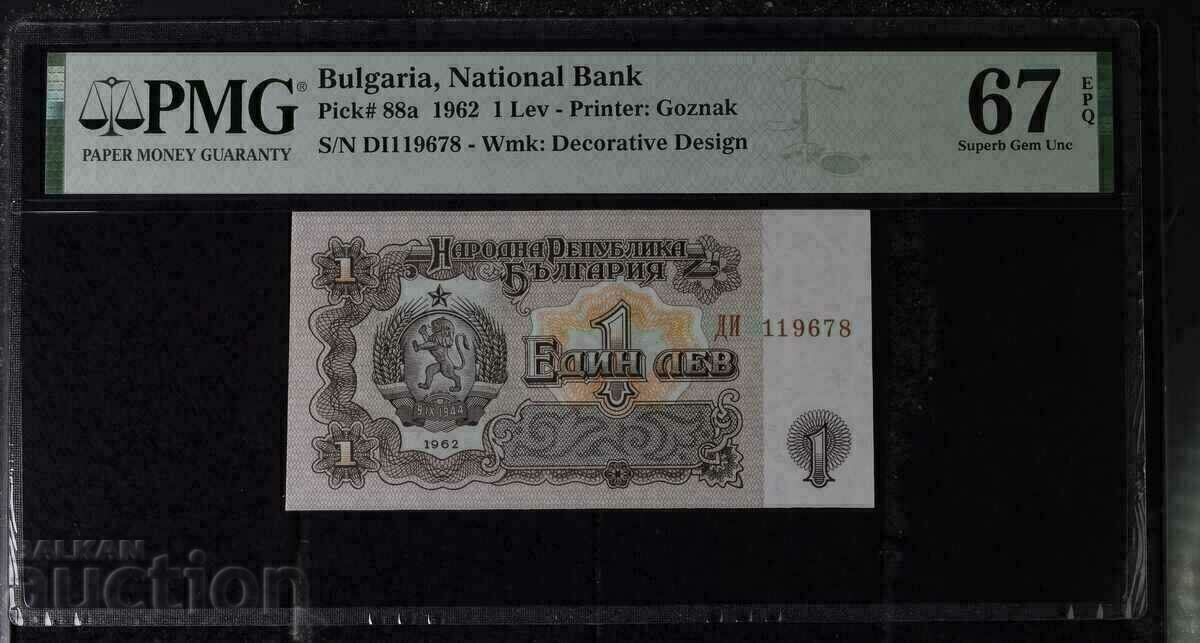 PMG®
PAPER MONEY GUARANTY
Bulgaria, National Bank
Pick# 88a 1962 1 Lev - Printer: Goznak
S/N DI119678 - Wmk: Decorative Design
67
EPQ
Superb Gem Unc
1
НАРОДНА РЕПУБЛИКА
БЪЛГАРИЯ
1
ДИ 119678
ЕДИН ЛЕВ
9.IX.1944
1962
1
1
BALKAN
auction